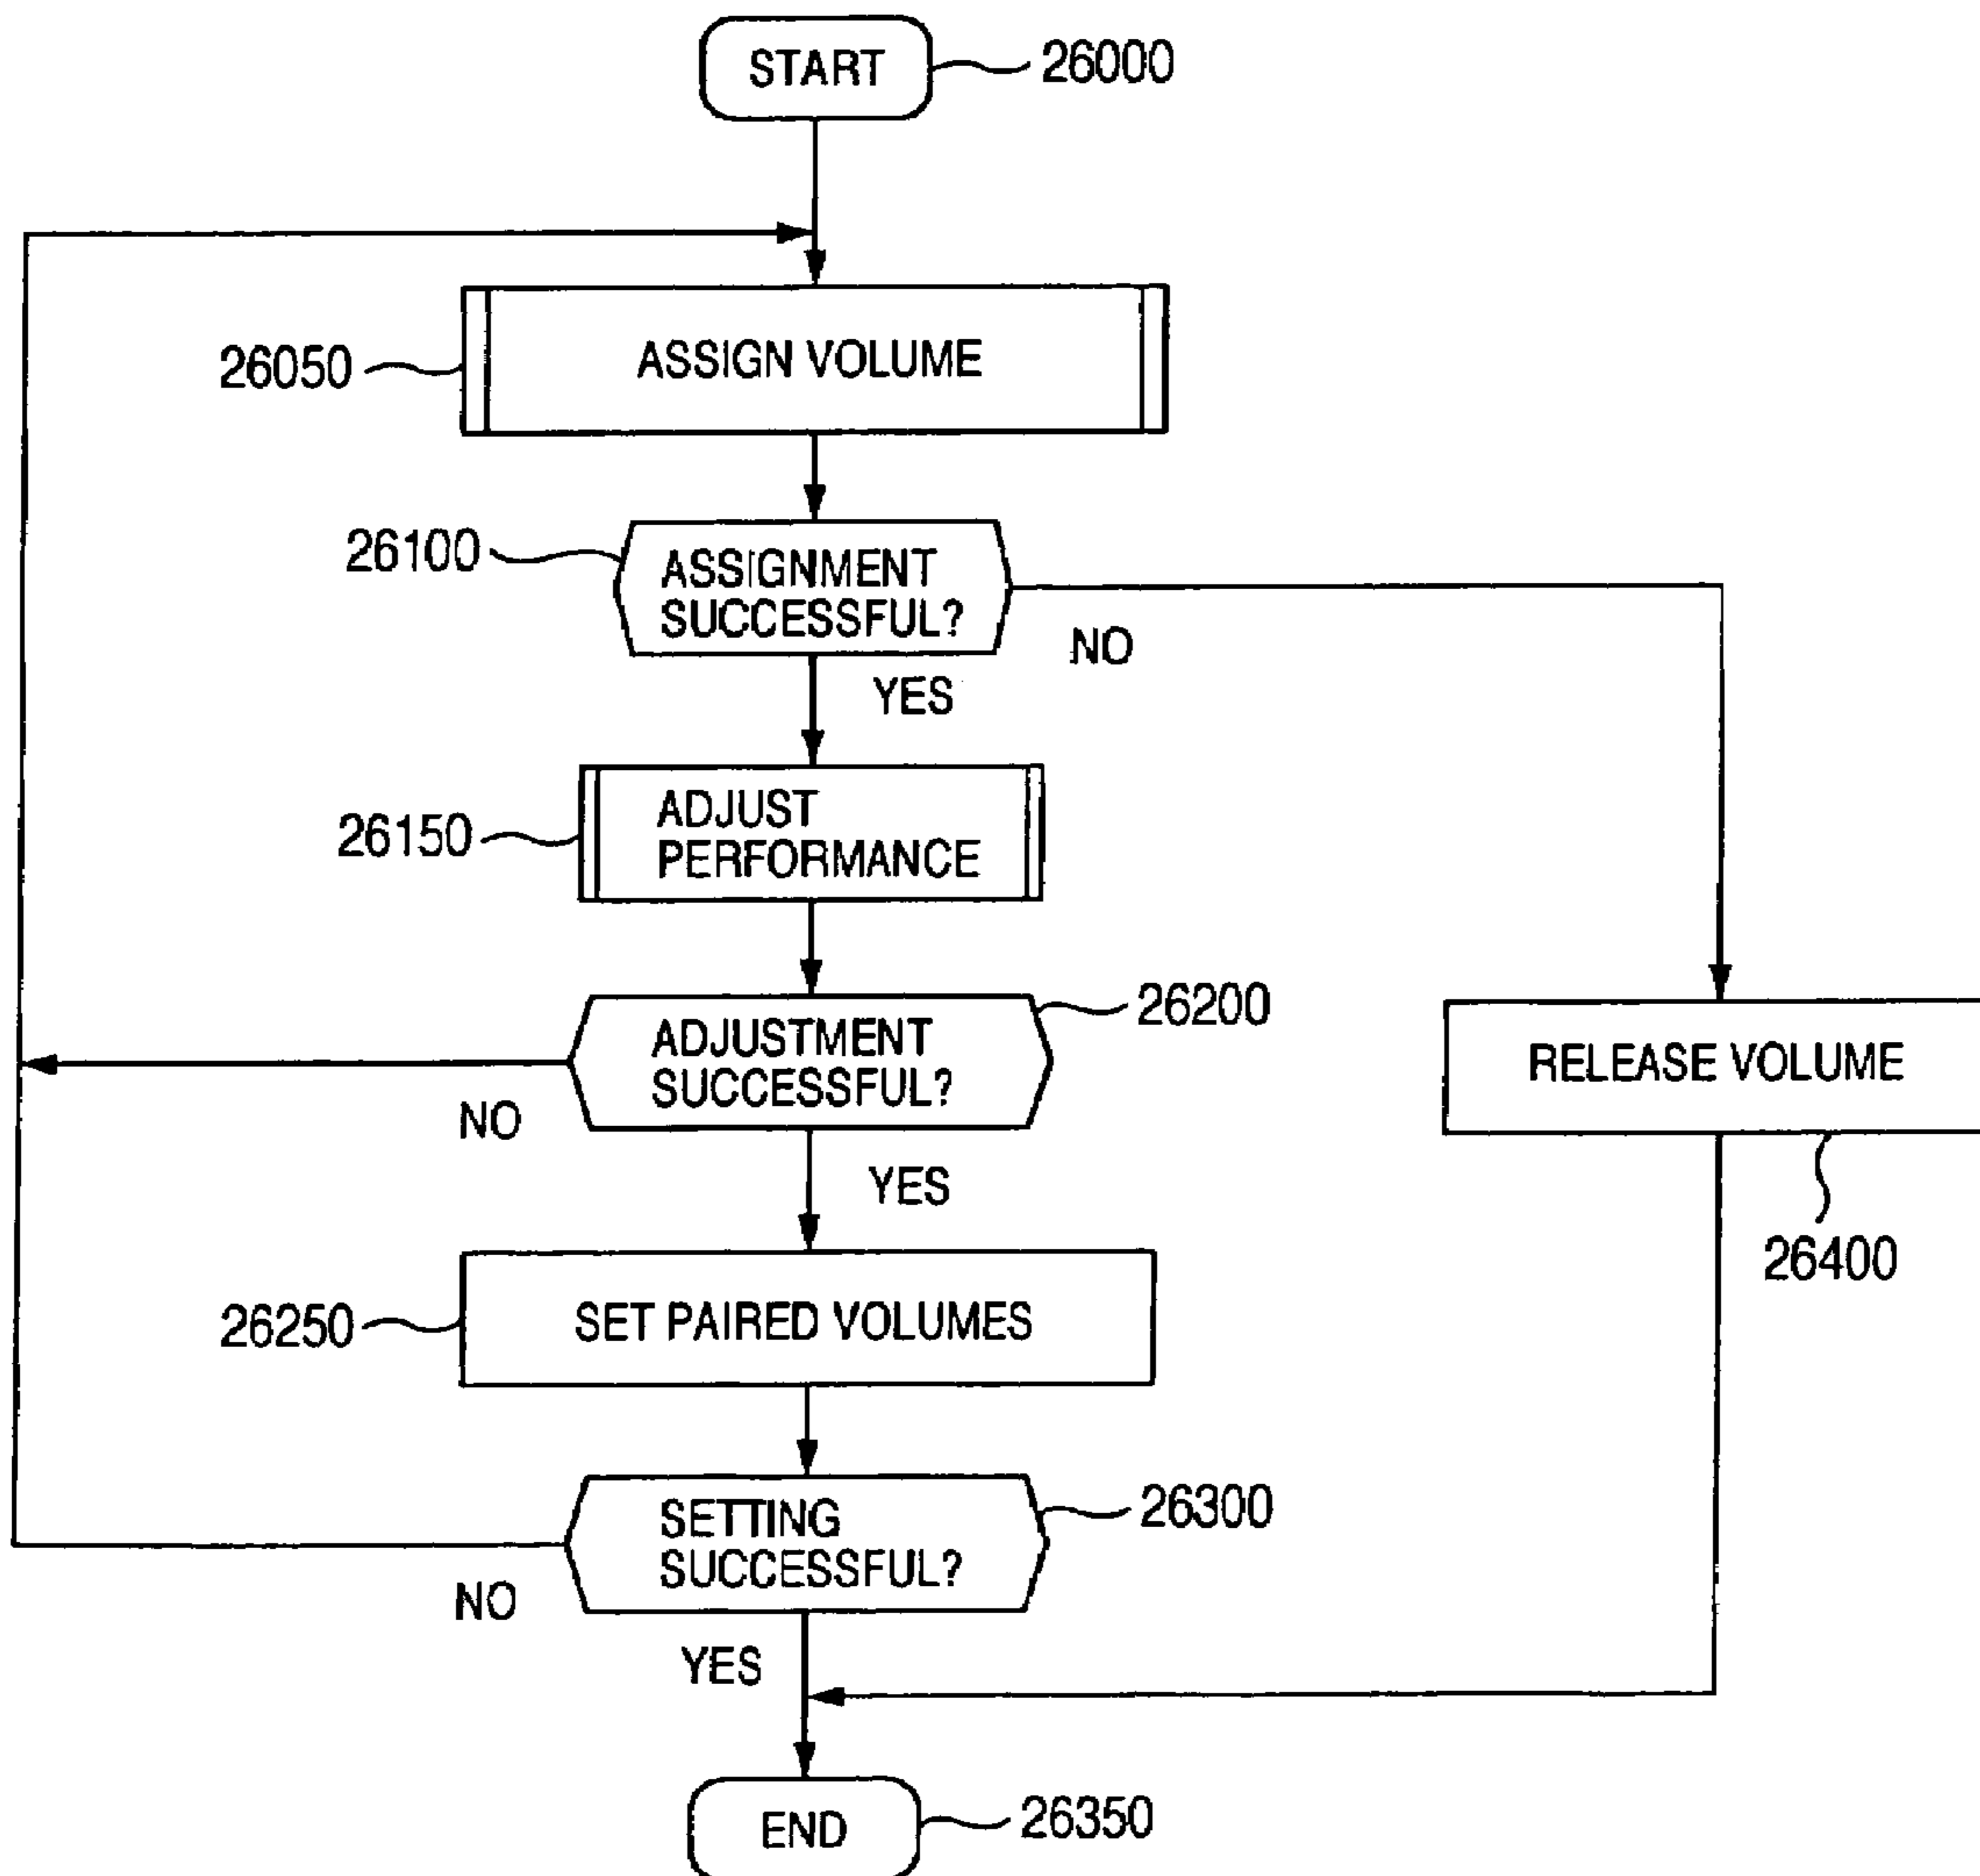 START
26000
26050
ASSIGN VOLUME
26100
ASSIGNMENT
SUCCESSFUL?
NO
YES
26150
ADJUST
PERFORMANCE
26200
ADJUSTMENT
SUCCESSFUL?
NO
YES
RELEASE VOLUME
26400
26250
SET PAIRED VOLUMES
26300
SETTING
SUCCESSFUL?
NO
YES
END
26350